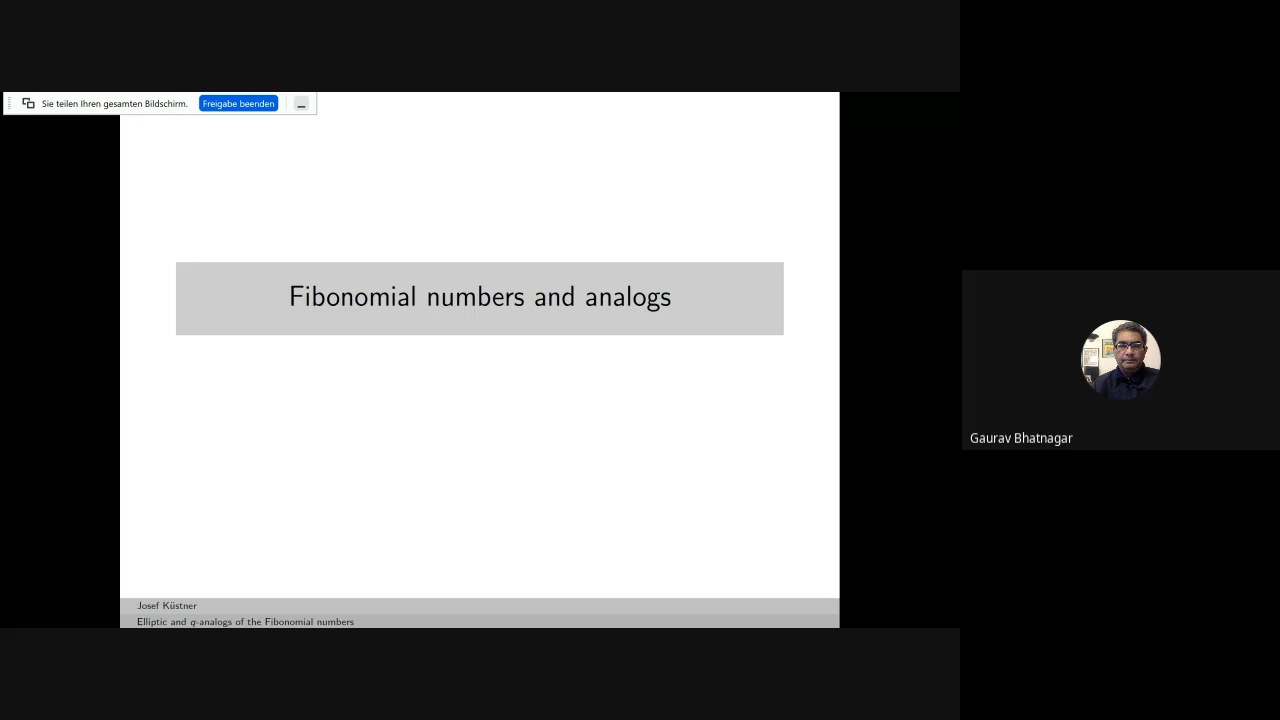 Sie teilen Ihren gesamten Bildschirm. Freigabe beenden
Fibonomial numbers and analogs
Gaurav Bhatnagar
Josef Küstner
Elliptic and q-analogs of the Fibonomial numbers